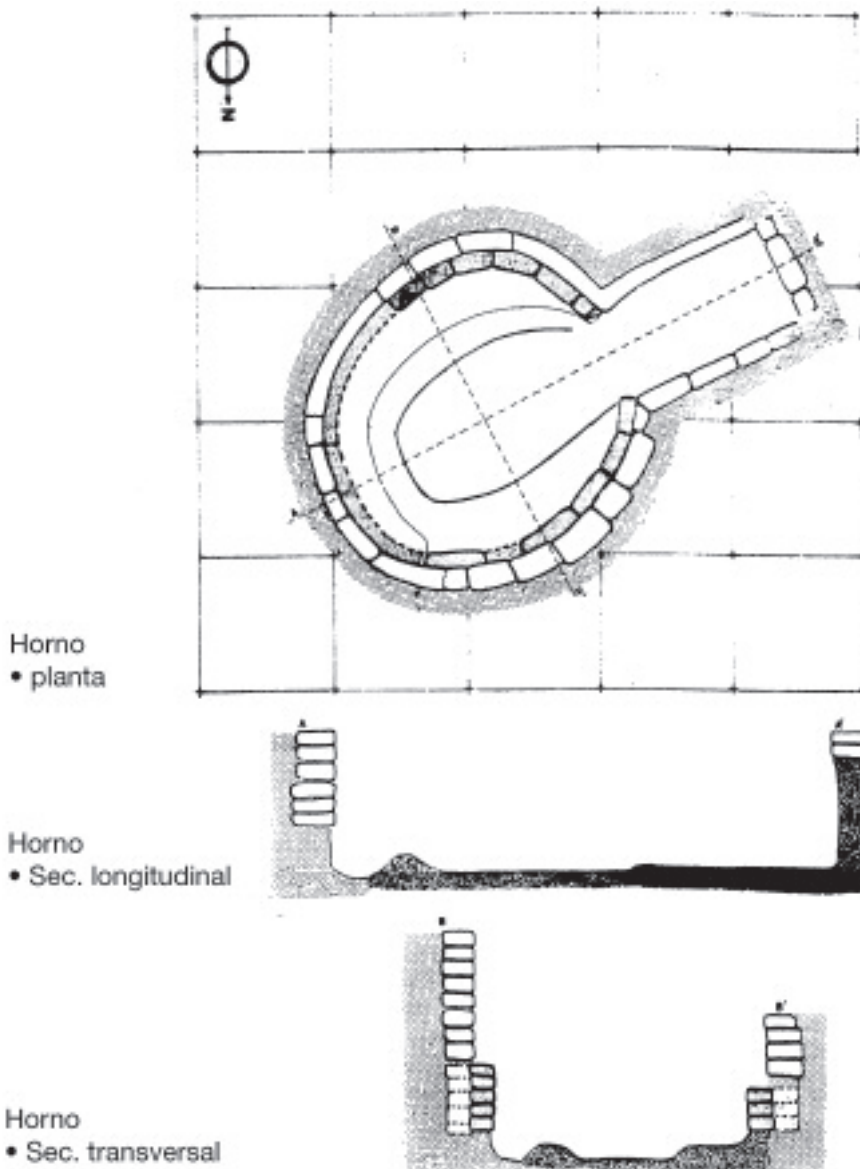 N
Horno
• planta
A
Horno
• Sec. longitudinal
B
B'
Horno
• Sec. transversal